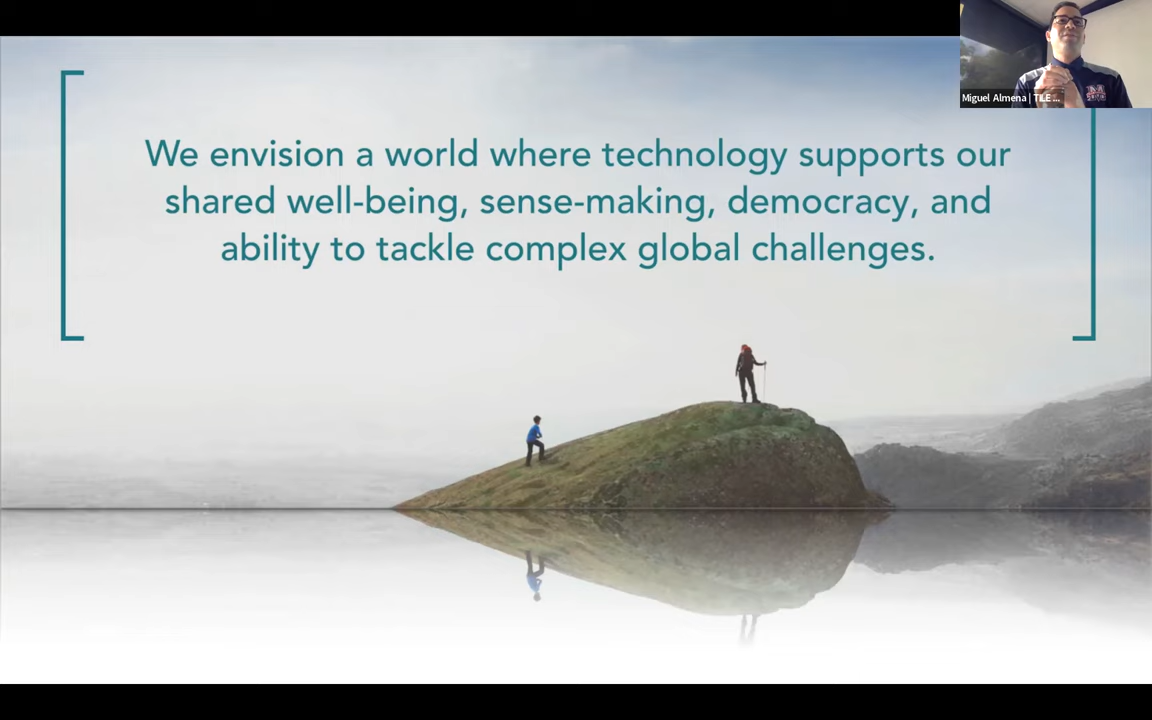 We envision a world where technology supports our
shared well-being, sense-making, democracy, and
ability to tackle complex global challenges.
Miguel Almena | TILE ...